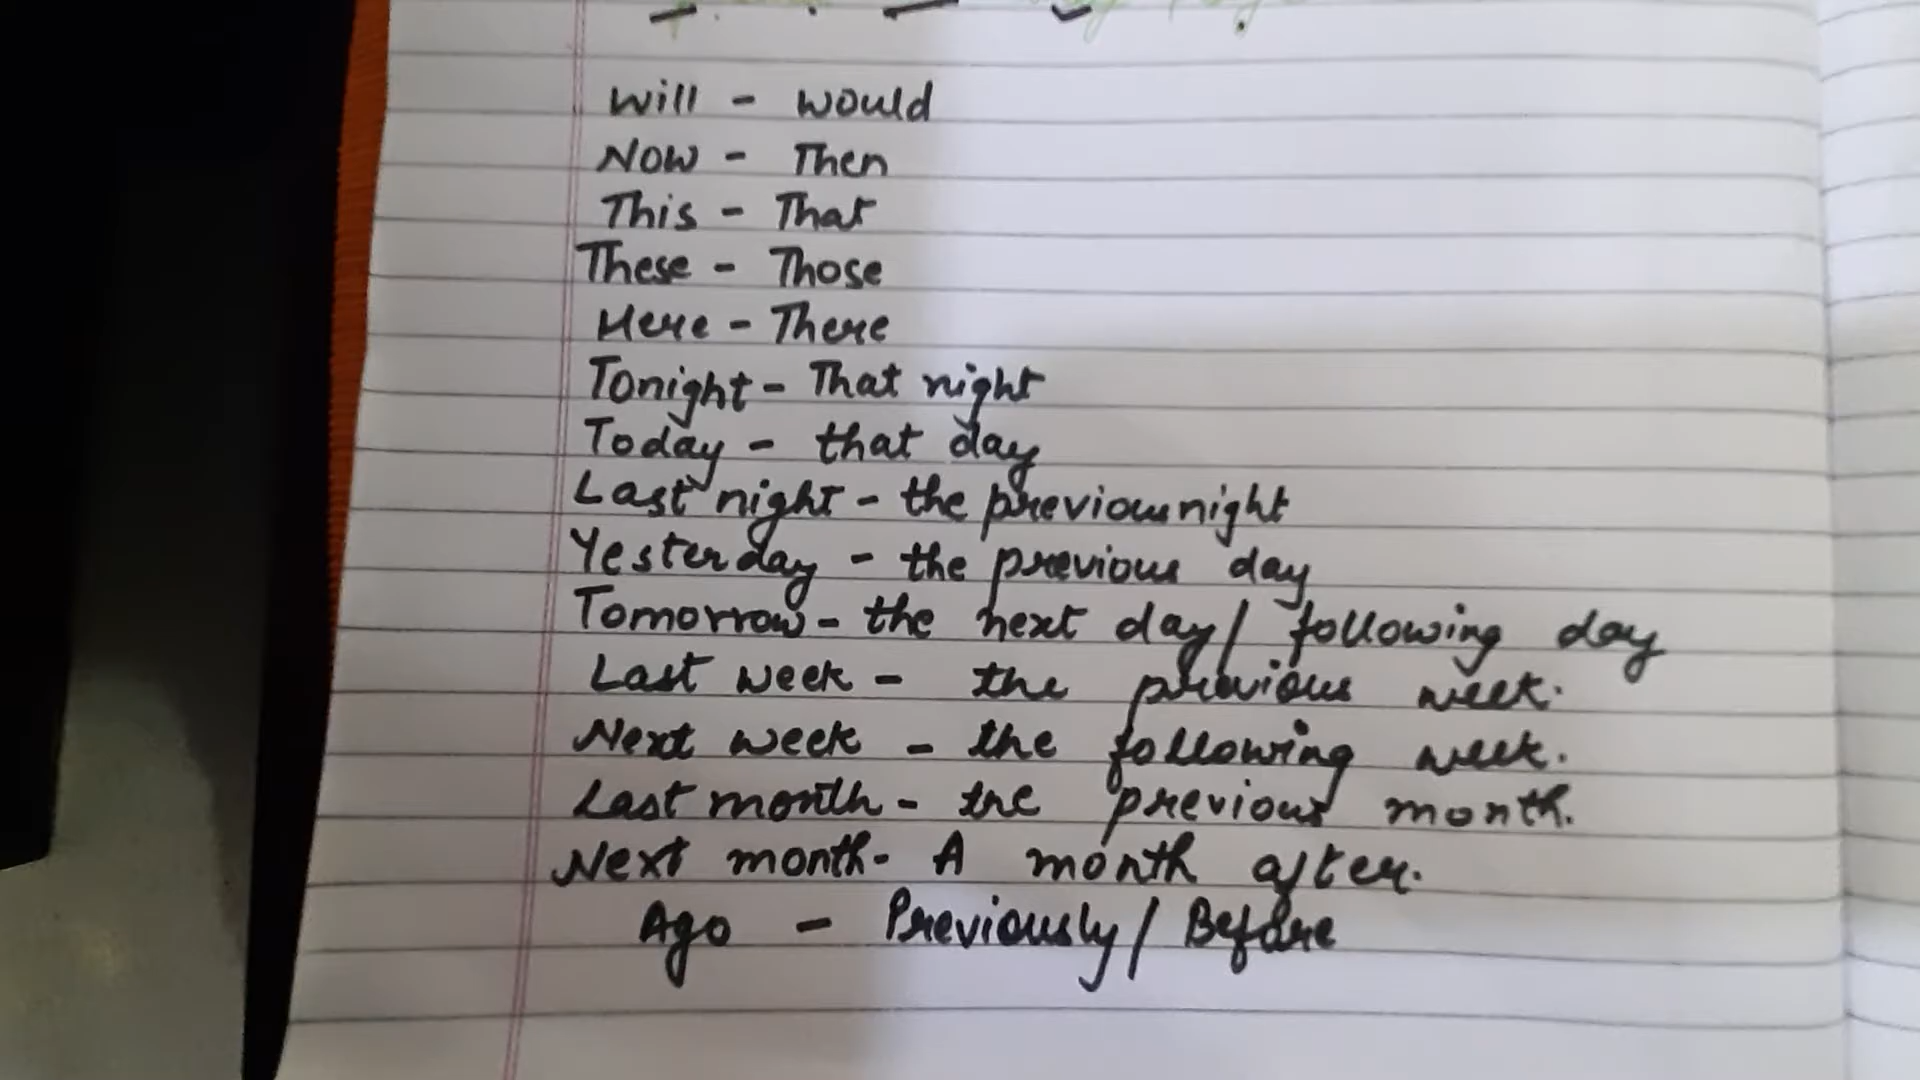 Will - would
Now - Then
This - That
These - Those
Here - There
Tonight - That night
Today - that day
Last night - the previous night
Yesterday - the previous day
Tomorrow - the next day/ following day
Last week - the previous week.
Next week - the following week.
Last month - the previous month.
Next month - A month after.
Ago - Previously/ Before